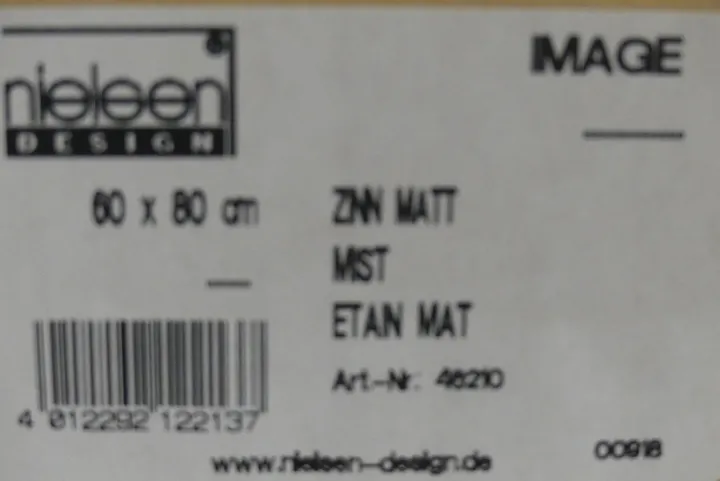 nielsen®
DESIGN
IMAGE
60 x 80 cm
ZINN MATT
MIST
ETAIN MAT
Art.-Nr.: 46210
4 012292 122137
www.nielsen-design.de
00918